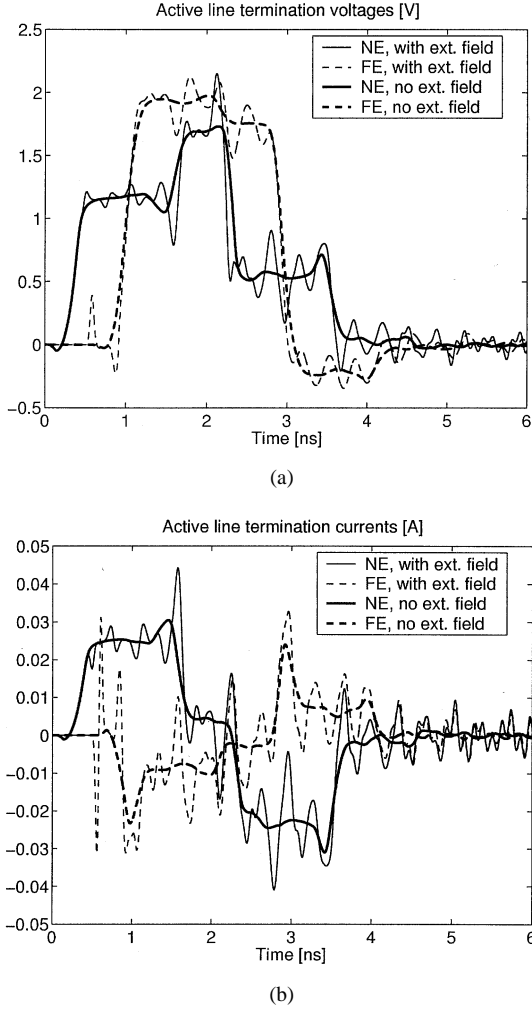 Active line termination voltages [V]
2.5
2
1.5
1
0.5
0
−0.5
NE, with ext. field
FE, with ext. field
NE, no ext. field
FE, no ext. field
0 1 2 3 4 5 6
Time [ns]
(a)
Active line termination currents [A]
0.05
0.04
0.03
0.02
0.01
0
−0.01
−0.02
−0.03
−0.04
−0.05
NE, with ext. field
FE, with ext. field
NE, no ext. field
FE, no ext. field
0 1 2 3 4 5 6
Time [ns]
(b)